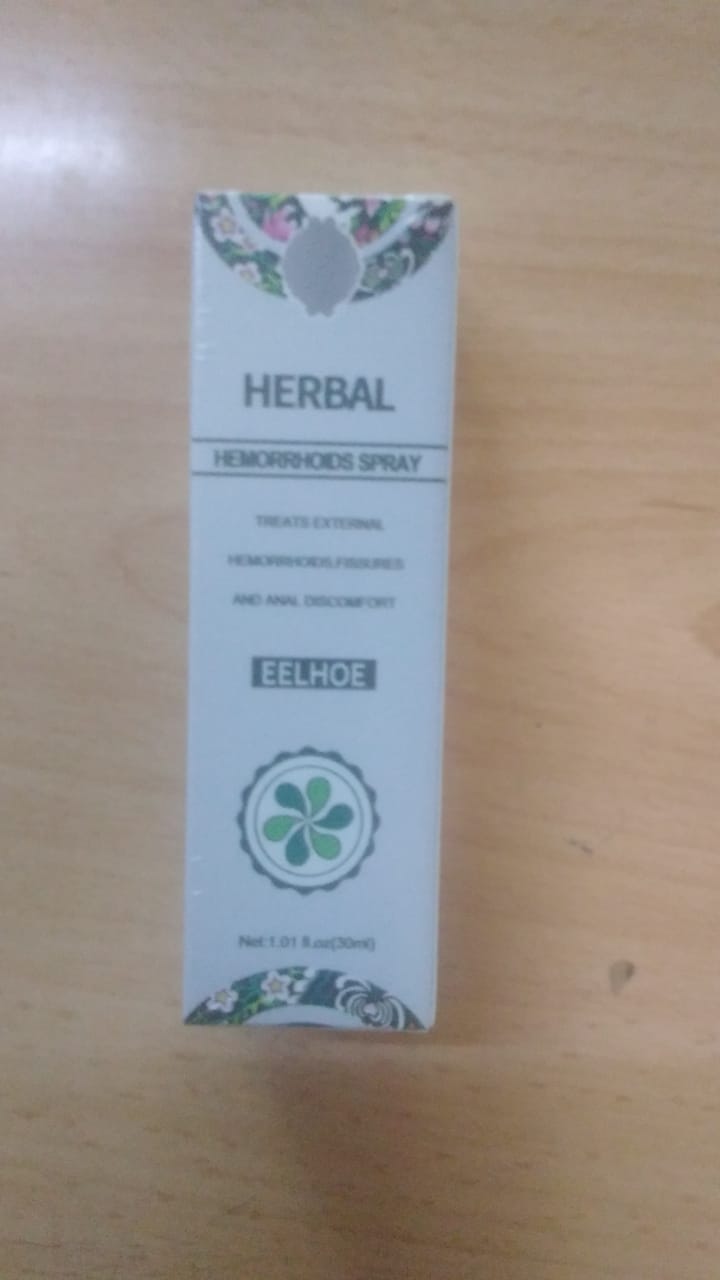 HERBAL
HEMORRHOIDS SPRAY
TREATS EXTERNAL
HEMORRHOIDS,FISSURES
AND ANAL DISCOMFORT
EELHOE
Net:1.01 fl.oz(30ml)